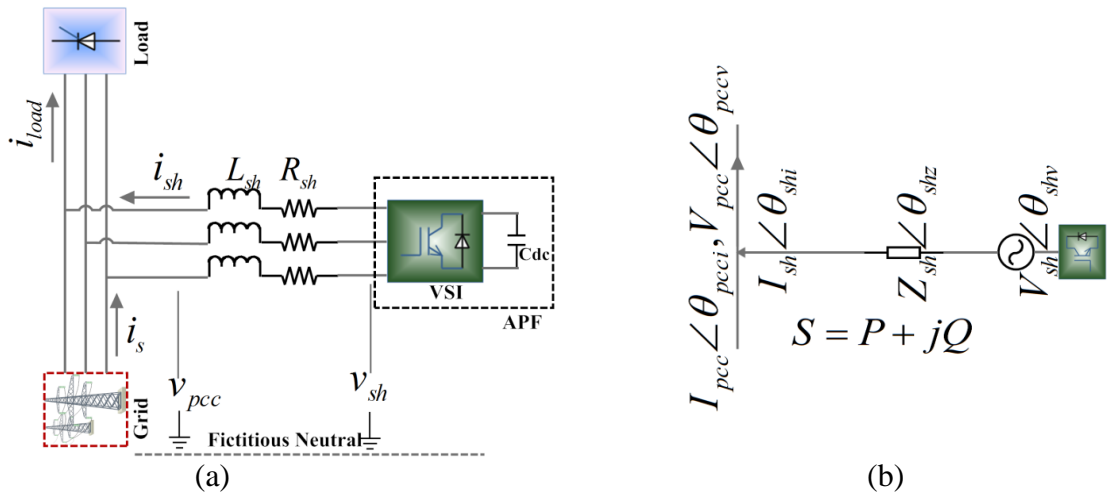 Load
i_load
i_sh
L_sh
R_sh
Cdc
VSI
APF
i_s
v_pcc
v_sh
Grid
Fictitious Neutral
(a)
I_pcc∠θ_pcci, V_pcc∠θ_pccv
I_sh∠θ_shi
Z_sh∠θ_shz
V_sh∠θ_shv
S = P + jQ
(b)